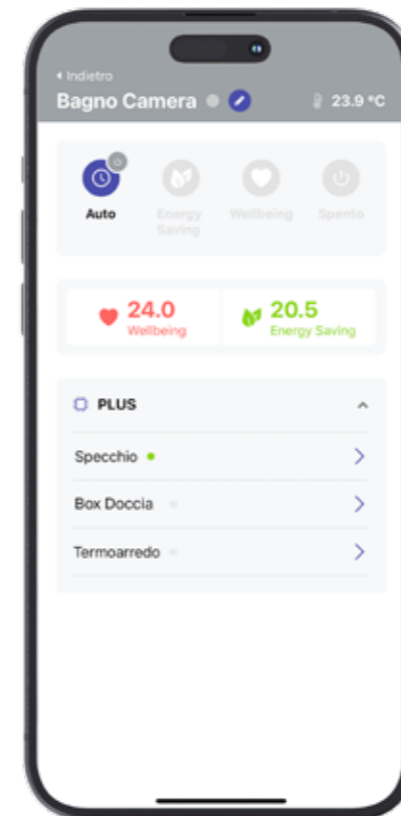 Indietro
Bagno Camera
23.9 °C
Auto
Energy Saving
Wellbeing
Spento
24.0
Wellbeing
20.5
Energy Saving
PLUS
Specchio
Box Doccia
Termoarredo